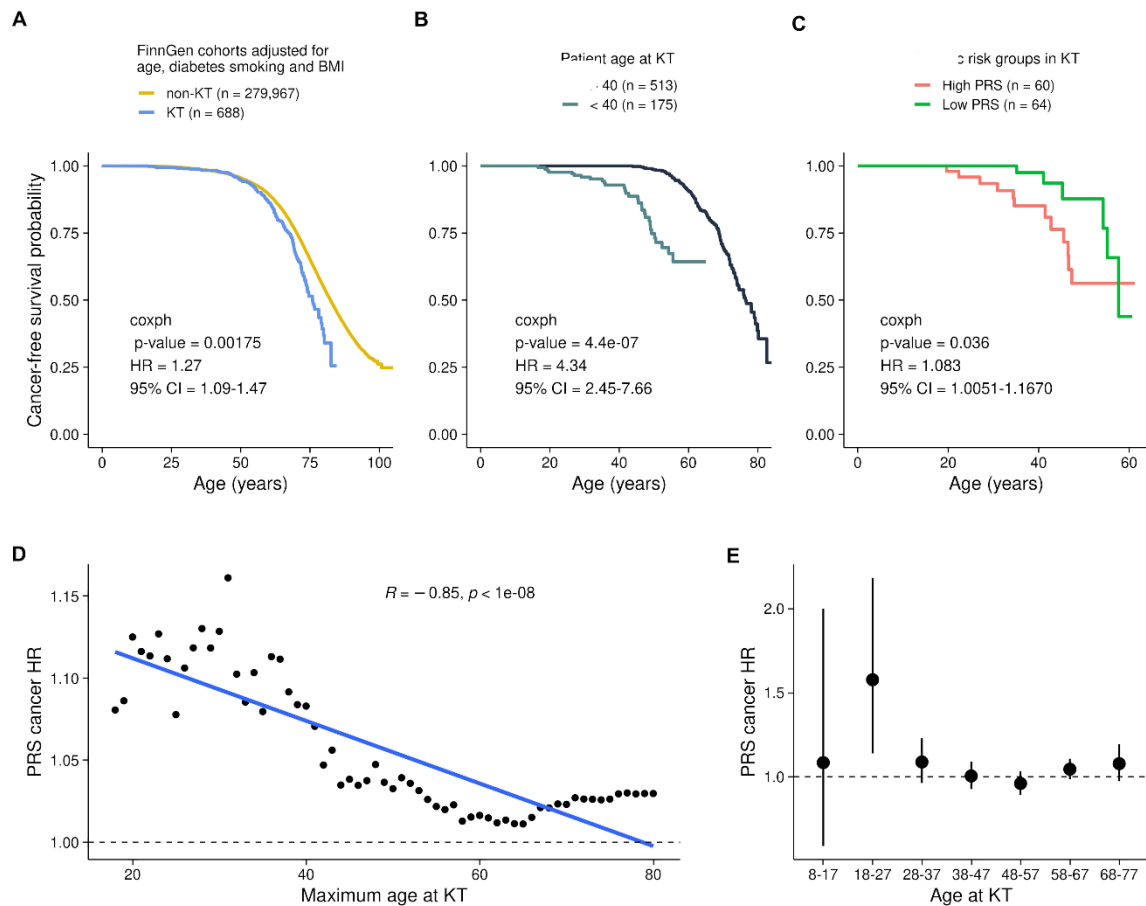 A
FinnGen cohorts adjusted for
age, diabetes smoking and BMI
non-KT (n = 279,967)
KT (n = 688)
Cancer-free survival probability
1.00
0.75
0.50
0.25
0.00
coxph
p-value = 0.00175
HR = 1.27
95% CI = 1.09-1.47
0 25 50 75 100
Age (years)
B
Patient age at KT
40 (n = 513)
< 40 (n = 175)
1.00
0.75
0.50
0.25
0.00
coxph
p-value = 4.4e-07
HR = 4.34
95% CI = 2.45-7.66
0 20 40 60 80
Age (years)
C
risk groups in KT
High PRS (n = 60)
Low PRS (n = 64)
1.00
0.75
0.50
0.25
0.00
coxph
p-value = 0.036
HR = 1.083
95% CI = 1.0051-1.1670
0 20 40 60
Age (years)
D
PRS cancer HR
1.15
1.10
1.05
1.00
R = − 0.85, p < 1e-08
20 40 60 80
Maximum age at KT
E
PRS cancer HR
2.0
1.5
1.0
8-17 18-27 28-37 38-47 48-57 58-67 68-77
Age at KT